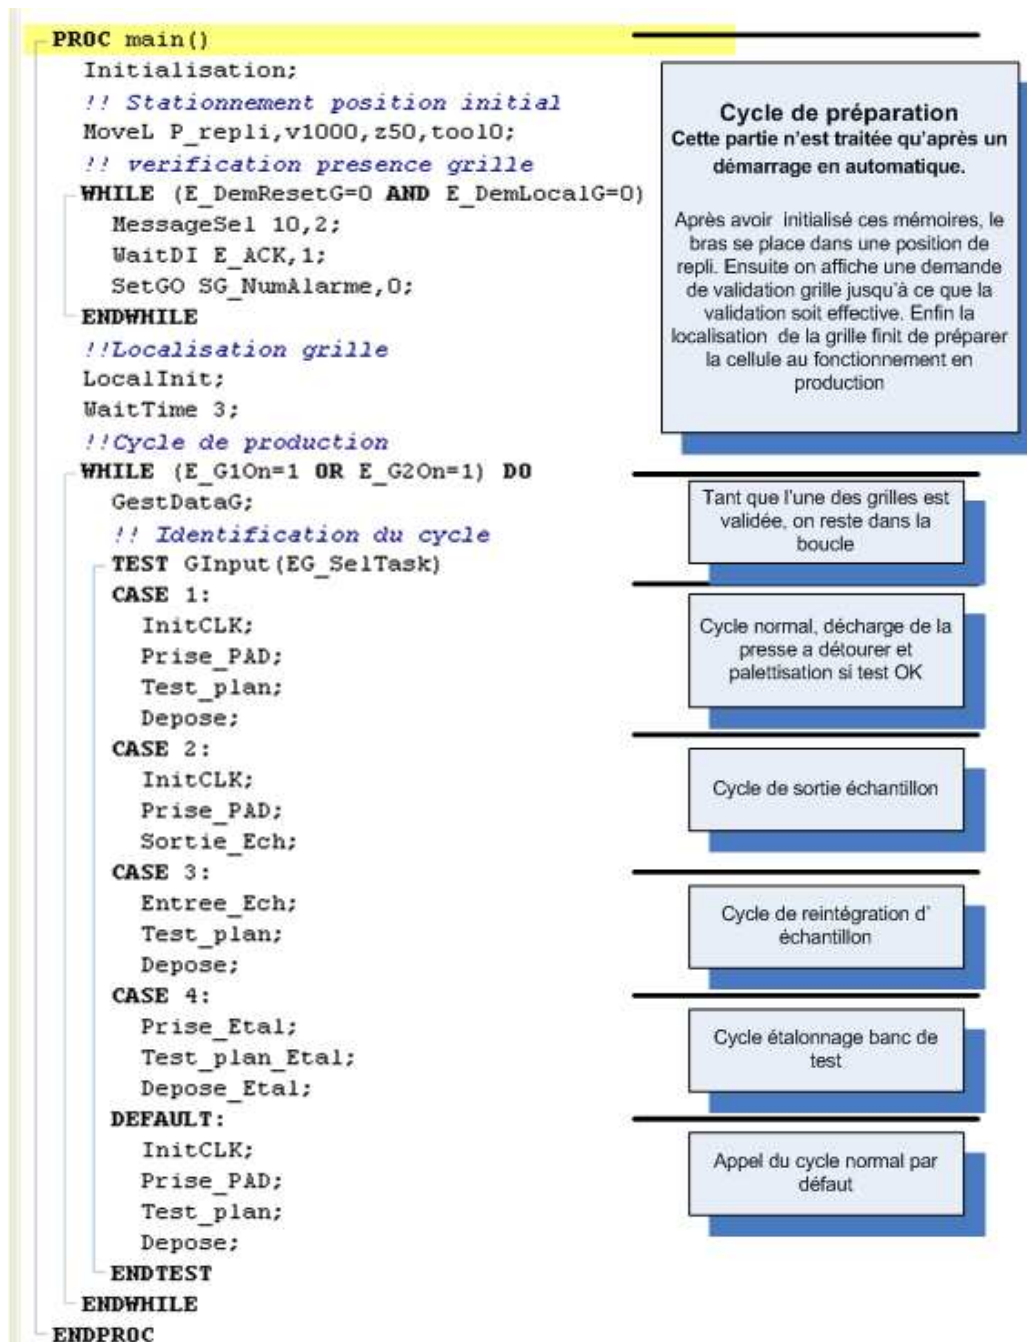 PROC main()
Initialisation;
!! Stationnement position initial
MoveL P_repli,v1000,z50,tool0;
!! verification presence grille
WHILE (E_DemResetG=0 AND E_DemLocalG=0)
MessageSel 10,2;
WaitDI E_ACK,1;
SetGO SG_NumAlarme,0;
ENDWHILE
!!Localisation grille
LocalInit;
WaitTime 3;
!!Cycle de production
WHILE (E_G1On=1 OR E_G2On=1) DO
GestDataG;
!! Identification du cycle
TEST GInput(EG_SelTask)
CASE 1:
InitCLK;
Prise_PAD;
Test_plan;
Depose;
CASE 2:
InitCLK;
Prise_PAD;
Sortie_Ech;
CASE 3:
Entree_Ech;
Test_plan;
Depose;
CASE 4:
Prise_Etal;
Test_plan_Etal;
Depose_Etal;
DEFAULT:
InitCLK;
Prise_PAD;
Test_plan;
Depose;
ENDTEST
ENDWHILE
ENDPROC
Cycle de préparation
Cette partie n'est traitée qu'après un
démarrage en automatique.
Après avoir initialisé ces mémoires, le
bras se place dans une position de
repli. Ensuite on affiche une demande
de validation grille jusqu'à ce que la
validation soit effective. Enfin la
localisation de la grille finit de préparer
la cellule au fonctionnement en
production
Tant que l'une des grilles est
validée, on reste dans la
boucle
Cycle normal, décharge de la
presse a détourer et
palettisation si test OK
Cycle de sortie échantillon
Cycle de reintégration d'
échantillon
Cycle étalonnage banc de
test
Appel du cycle normal par
défaut